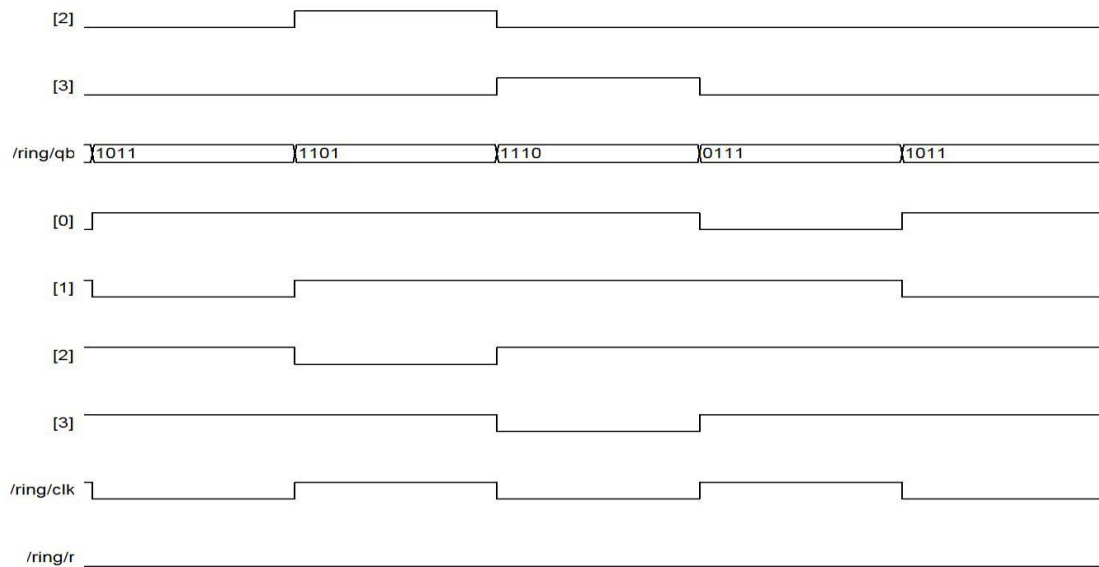 [2]
[3]
/ring/qb 1011 1101 1110 0111 1011
[0]
[1]
[2]
[3]
/ring/clk
/ring/r